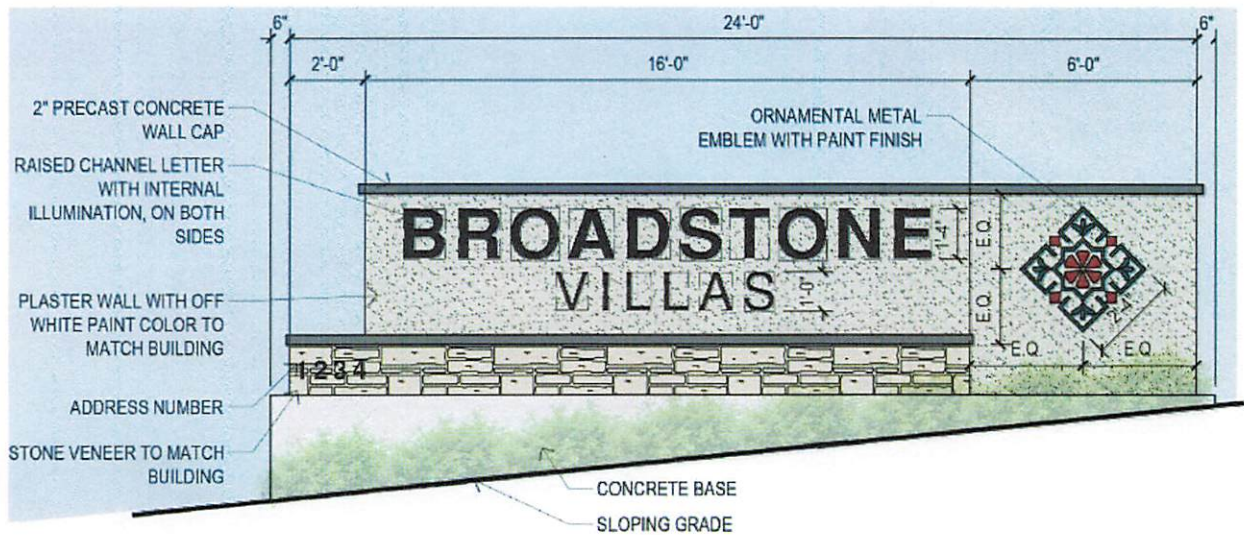 6" 24'-0" 6"
2'-0" 16'-0" 6'-0"
2" PRECAST CONCRETE
WALL CAP
RAISED CHANNEL LETTER
WITH INTERNAL
ILLUMINATION, ON BOTH
SIDES
PLASTER WALL WITH OFF
WHITE PAINT COLOR TO
MATCH BUILDING
ADDRESS NUMBER
STONE VENEER TO MATCH
BUILDING
ORNAMENTAL METAL
EMBLEM WITH PAINT FINISH
BROADSTONE
VILLAS
1'-4"
1'-0"
E.Q.
E.Q.
E.Q.
E.Q.
1234
CONCRETE BASE
SLOPING GRADE